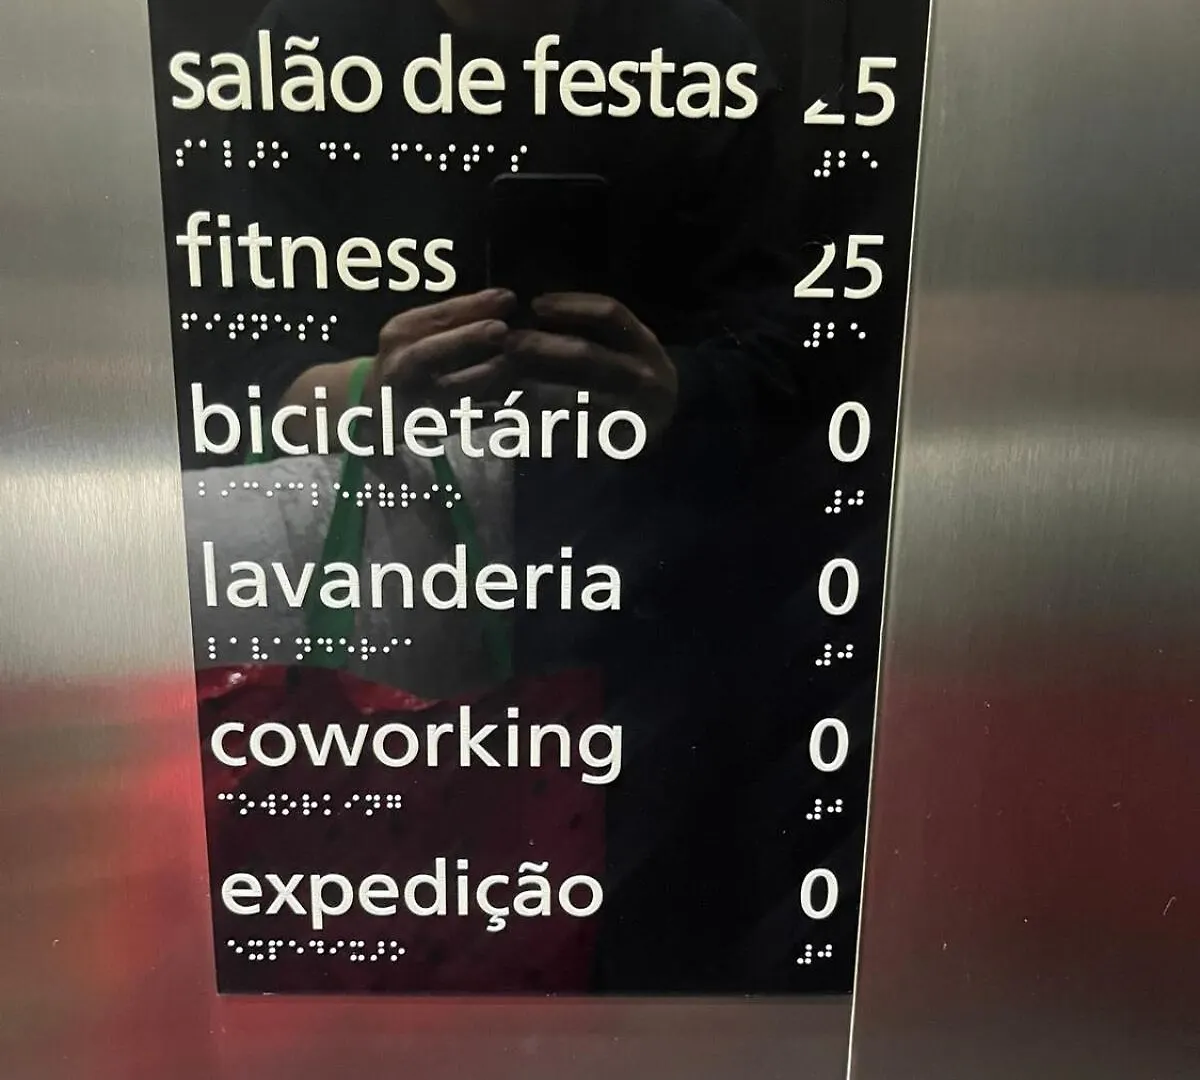 salão de festas 25
⠎⠁⠇⠜⠕ ⠙⠑ ⠋⠑⠎⠞⠁⠎ ⠼⠃⠑
fitness 25
⠋⠊⠞⠝⠑⠎⠎ ⠼⠃⠑
bicicletário 0
⠃⠊⠉⠊⠉⠇⠑⠞⠷⠗⠊⠕ ⠼⠚
lavanderia 0
⠇⠁⠧⠁⠝⠙⠑⠗⠊⠁ ⠼⠚
coworking 0
⠉⠕⠺⠕⠗⠅⠊⠝⠛ ⠼⠚
expedição 0
⠑⠭⠏⠑⠙⠊⠯⠜⠕ ⠼⠚